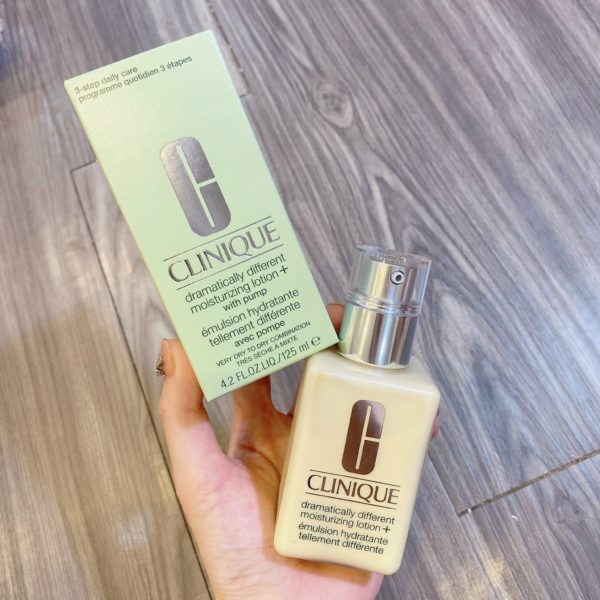 3-step daily care
programme quotidien 3 étapes
C
CLINIQUE
dramatically different
moisturizing lotion+
with pump
émulsion hydratante
tellement différente
avec pompe
VERY DRY TO DRY COMBINATION
TRÈS SÈCHE À MIXTE
4.2 FL.OZ.LIQ./125 ml ℮
C
CLINIQUE
dramatically different
moisturizing lotion+
émulsion hydratante
tellement différente